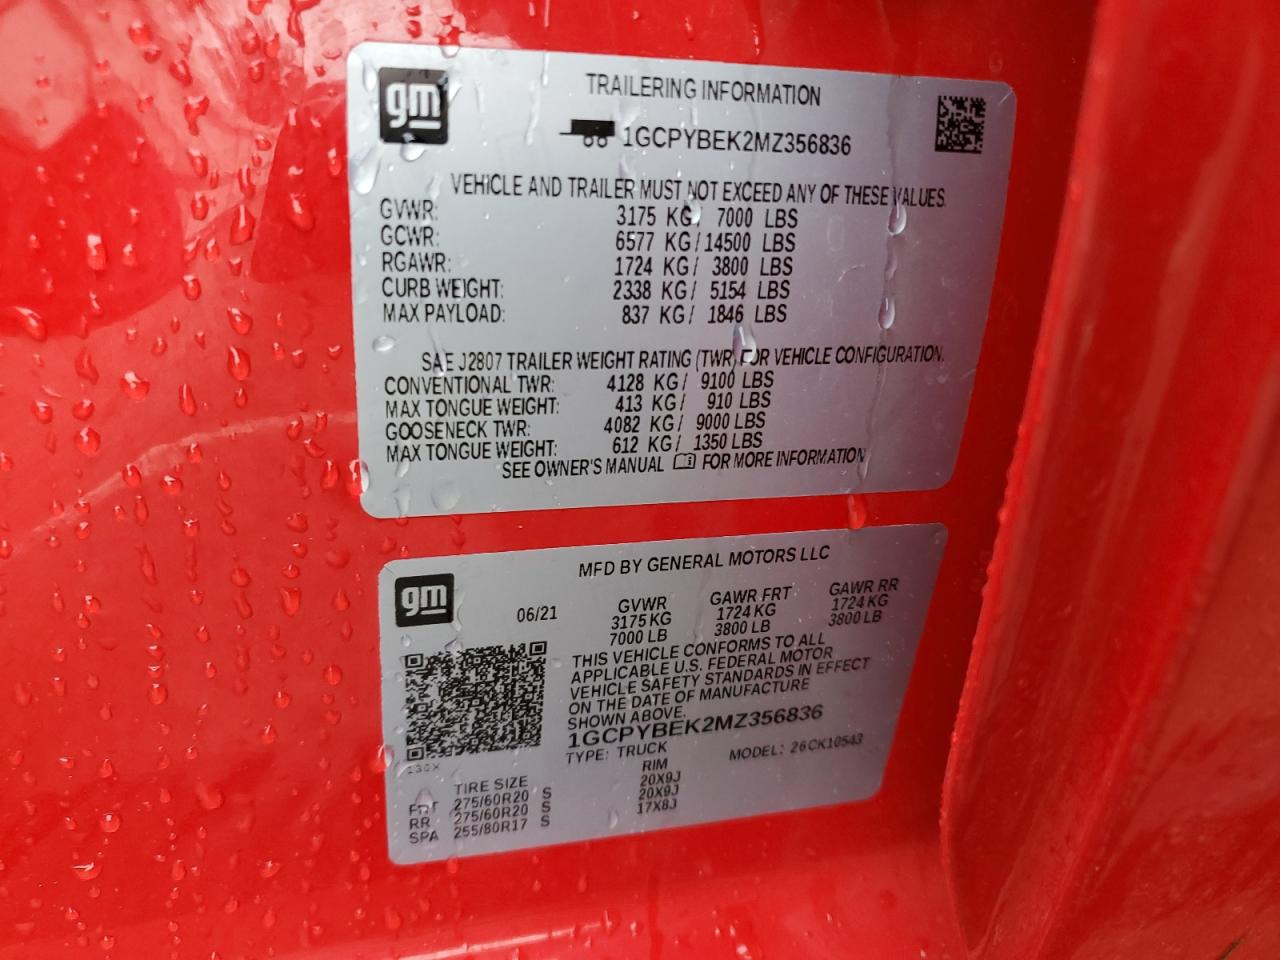 gm
TRAILERING INFORMATION
1GCPYBEK2MZ356836
VEHICLE AND TRAILER MUST NOT EXCEED ANY OF THESE VALUES.
GVWR: 3175 KG/ 7000 LBS
GCWR: 6577 KG/14500 LBS
RGAWR: 1724 KG/ 3800 LBS
CURB WEIGHT: 2338 KG/ 5154 LBS
MAX PAYLOAD: 837 KG/ 1846 LBS
SAE J2807 TRAILER WEIGHT RATING (TWR) FOR VEHICLE CONFIGURATION.
CONVENTIONAL TWR: 4128 KG/ 9100 LBS
MAX TONGUE WEIGHT: 413 KG/ 910 LBS
GOOSENECK TWR: 4082 KG/ 9000 LBS
MAX TONGUE WEIGHT: 612 KG/ 1350 LBS
SEE OWNER'S MANUAL FOR MORE INFORMATION
gm
MFD BY GENERAL MOTORS LLC
06/21 GVWR GAWR FRT GAWR RR
3175 KG 1724 KG 1724 KG
7000 LB 3800 LB 3800 LB
THIS VEHICLE CONFORMS TO ALL
APPLICABLE U.S. FEDERAL MOTOR
VEHICLE SAFETY STANDARDS IN EFFECT
ON THE DATE OF MANUFACTURE
SHOWN ABOVE.
1GCPYBEK2MZ356836
TYPE: TRUCK MODEL: 26CK10543
TIRE SIZE RIM
FRT 275/60R20 S 20X9J
RR 275/60R20 S 20X9J
SPA 255/80R17 S 17X8J